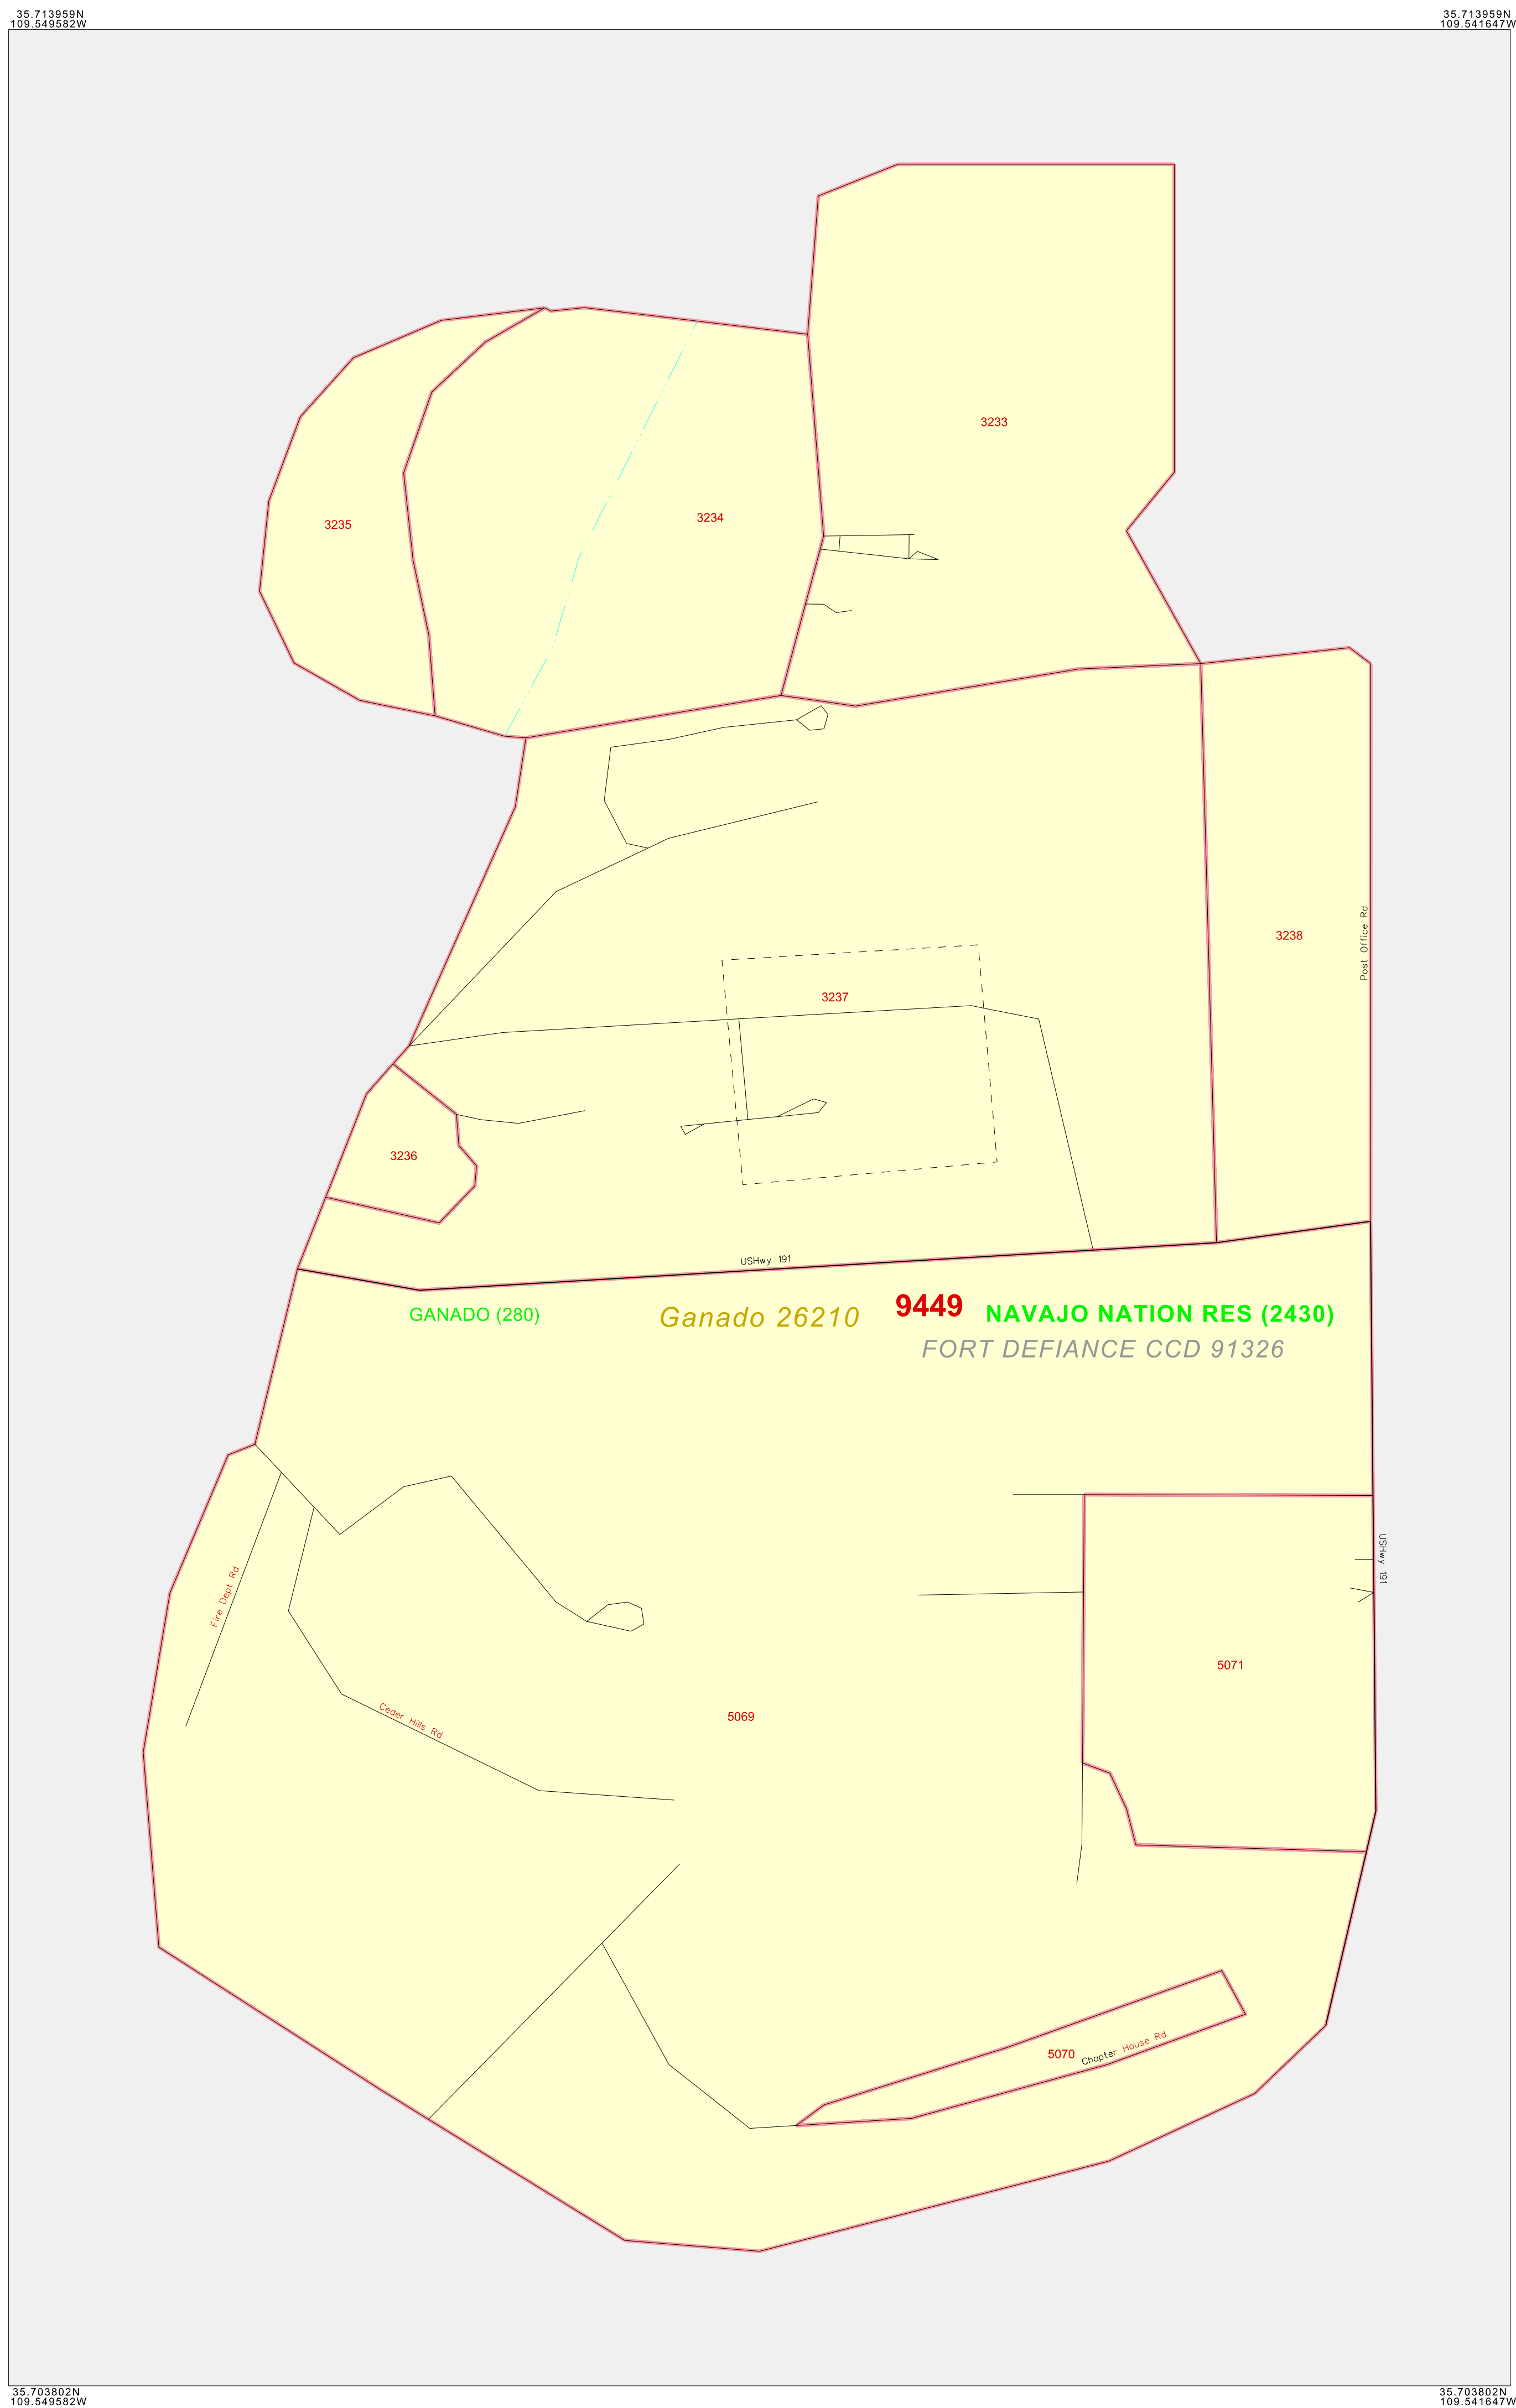 35.713959N
109.549582W
35.713959N
109.541647W
3233
3234
3235
3238
Post Office Rd
3237
3236
USHwy 191
GANADO (280)
Ganado 26210
9449
NAVAJO NATION RES (2430)
FORT DEFIANCE CCD 91326
USHwy 191
Fire Dept Rd
5071
Ceder Hills Rd
5069
5070
Chapter House Rd
35.703802N
109.549582W
35.703802N
109.541647W